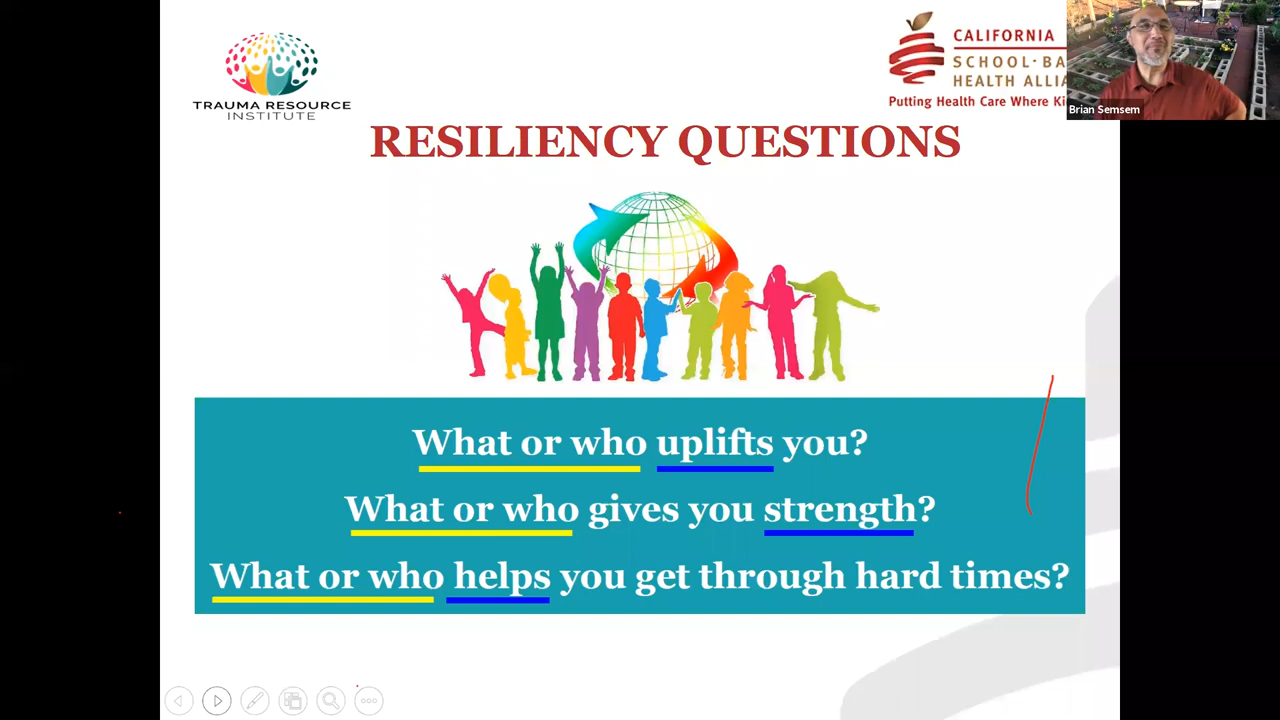 TRAUMA RESOURCE
INSTITUTE
CALIFORNIA
SCHOOL·BA
HEALTH ALLIA
Putting Health Care Where Ki
Brian Semsem
RESILIENCY QUESTIONS
What or who uplifts you?
What or who gives you strength?
What or who helps you get through hard times?